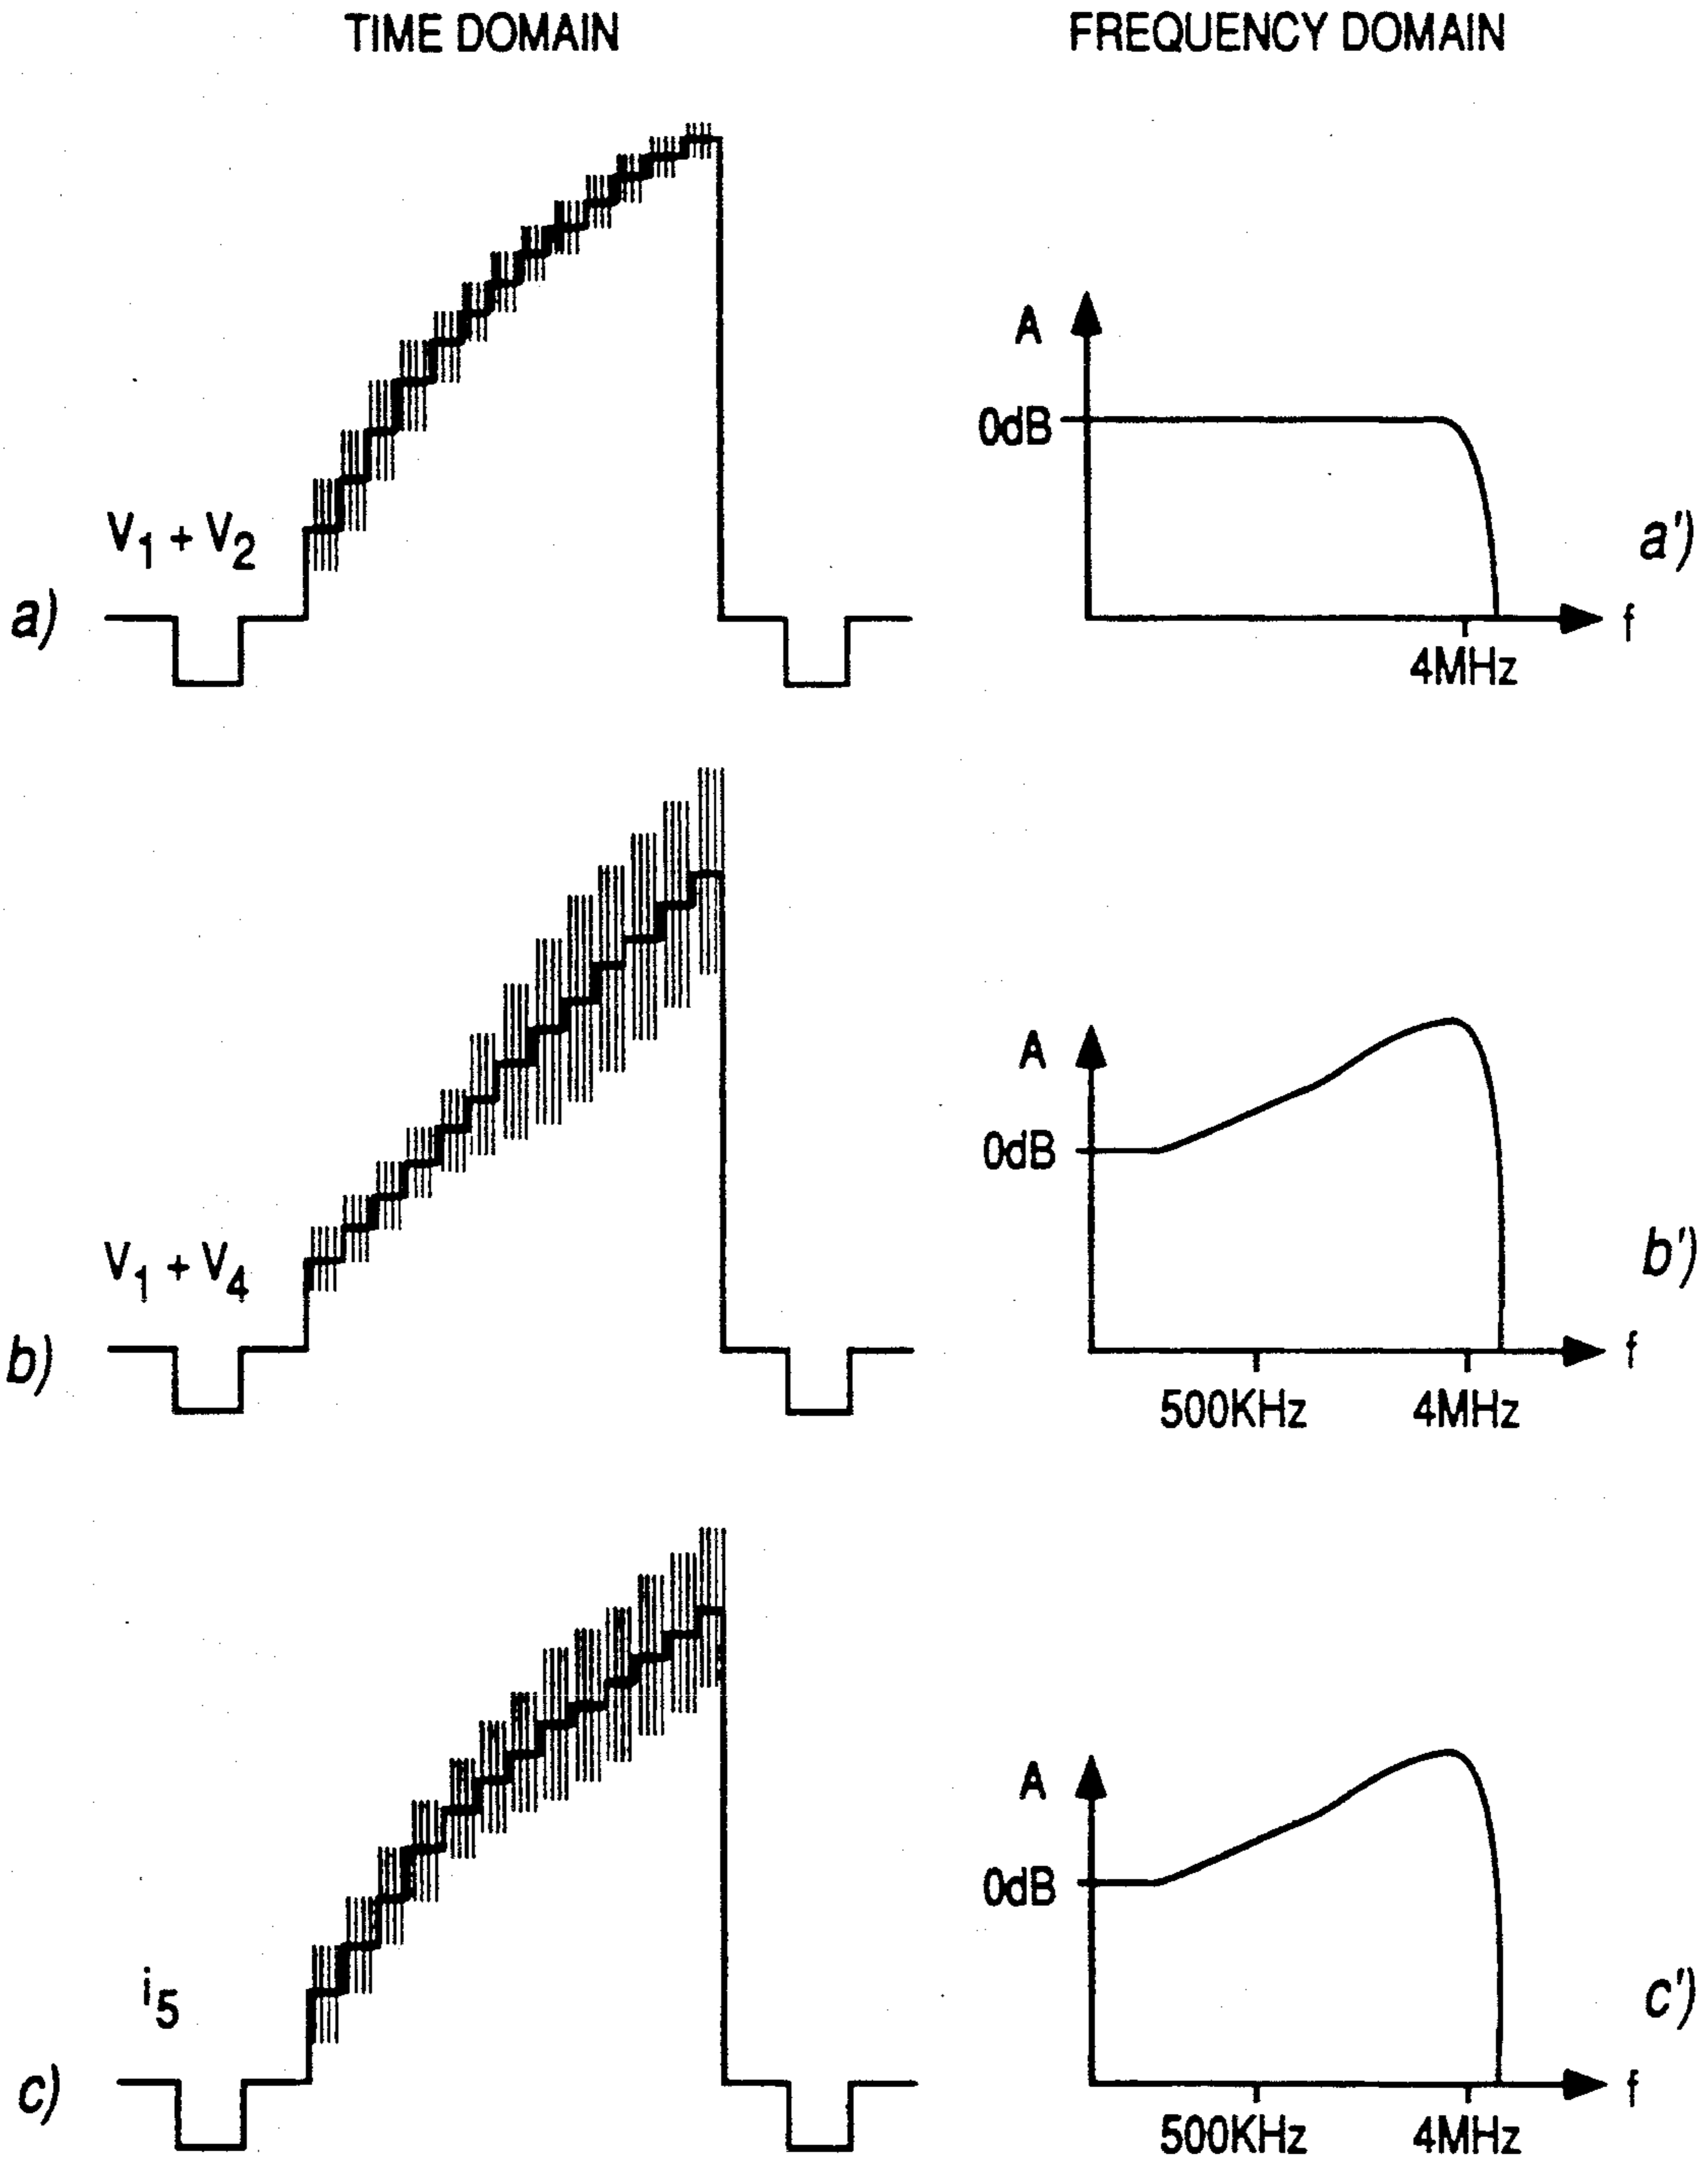 TIME DOMAIN
FREQUENCY DOMAIN
V1 + V2
a)
A
0dB
f
4MHz
a')
V1 + V4
b)
A
0dB
f
500KHz
4MHz
b')
i5
c)
A
0dB
f
500KHz
4MHz
c')